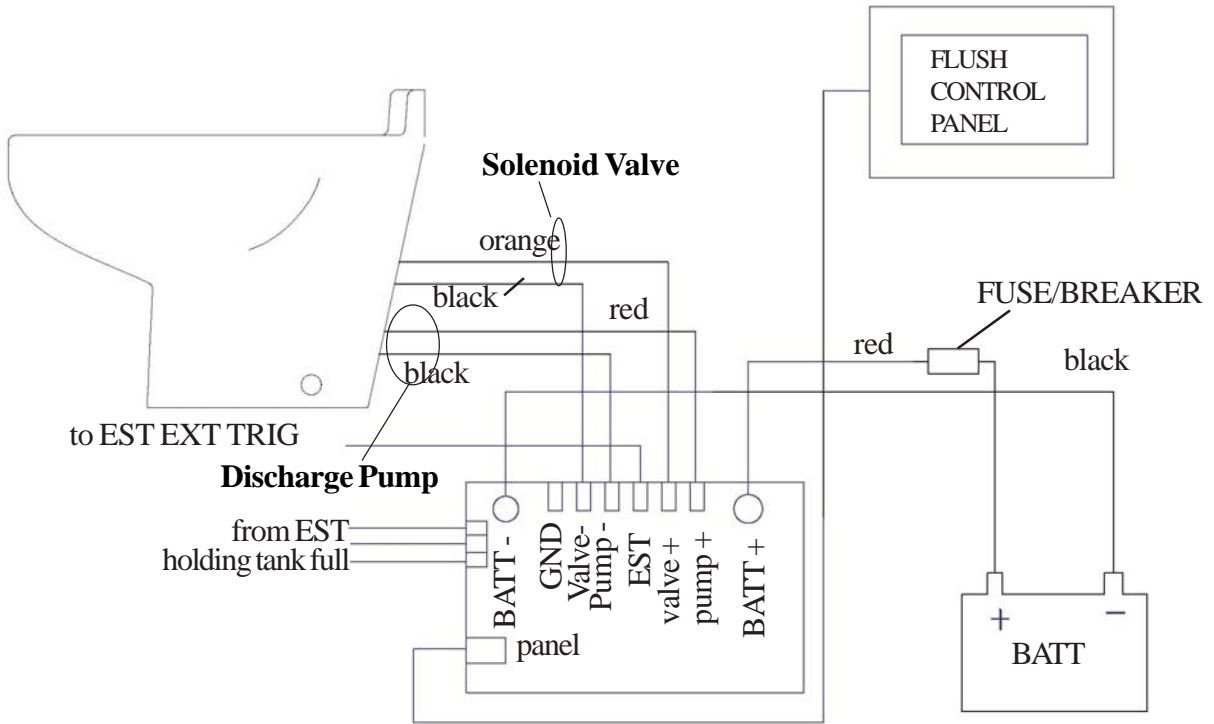 FLUSH
CONTROL
PANEL
Solenoid Valve
orange
black
red
black
FUSE/BREAKER
red
black
to EST EXT TRIG
Discharge Pump
from EST
holding tank full
BATT -
GND
Valve-
Pump -
EST
valve +
pump +
BATT +
panel
+
−
BATT